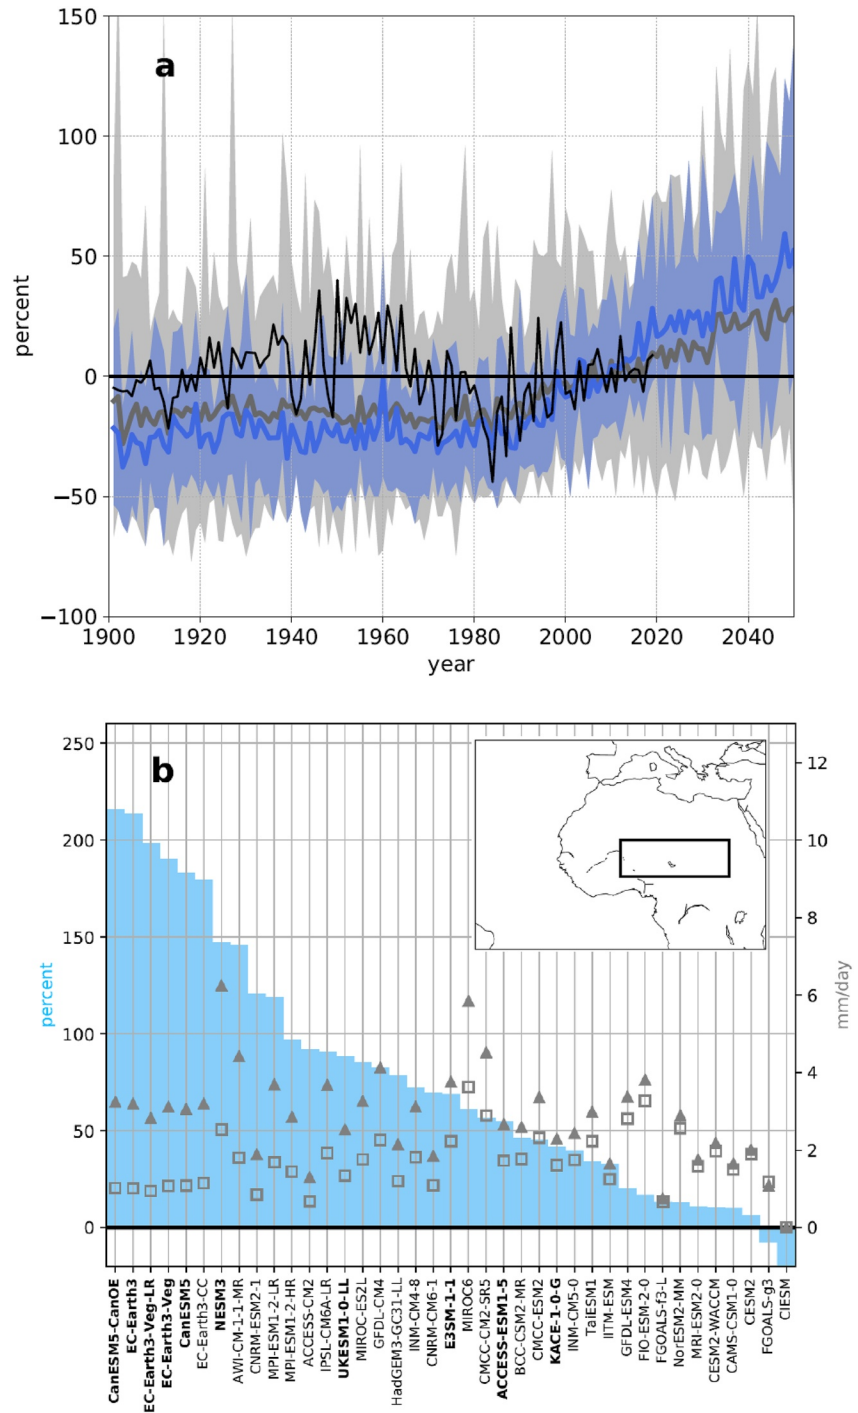 150
a
100
50
percent
0
−50
−100
1900 1920 1940 1960 1980 2000 2020 2040
year
250
b
12
200
10
150
8
percent
mm/day
6
100
4
50
2
0
0
CanESM5-CanOE
EC-Earth3
EC-Earth3-Veg-LR
EC-Earth3-Veg
CanESM5
EC-Earth3-CC
NESM3
AWI-CM-1-1-MR
CNRM-ESM2-1
MPI-ESM1-2-LR
MPI-ESM1-2-HR
ACCESS-CM2
IPSL-CM6A-LR
UKESM1-0-LL
MIROC-ES2L
GFDL-CM4
HadGEM3-GC31-LL
INM-CM4-8
CNRM-CM6-1
E3SM-1-1
MIROC6
CMCC-CM2-SR5
ACCESS-ESM1-5
BCC-CSM2-MR
CMCC-ESM2
KACE-1-0-G
INM-CM5-0
TaiESM1
IITM-ESM
GFDL-ESM4
FIO-ESM-2-0
FGOALS-f3-L
NorESM2-MM
MRI-ESM2-0
CESM2-WACCM
CAMS-CSM1-0
CESM2
FGOALS-g3
CIESM